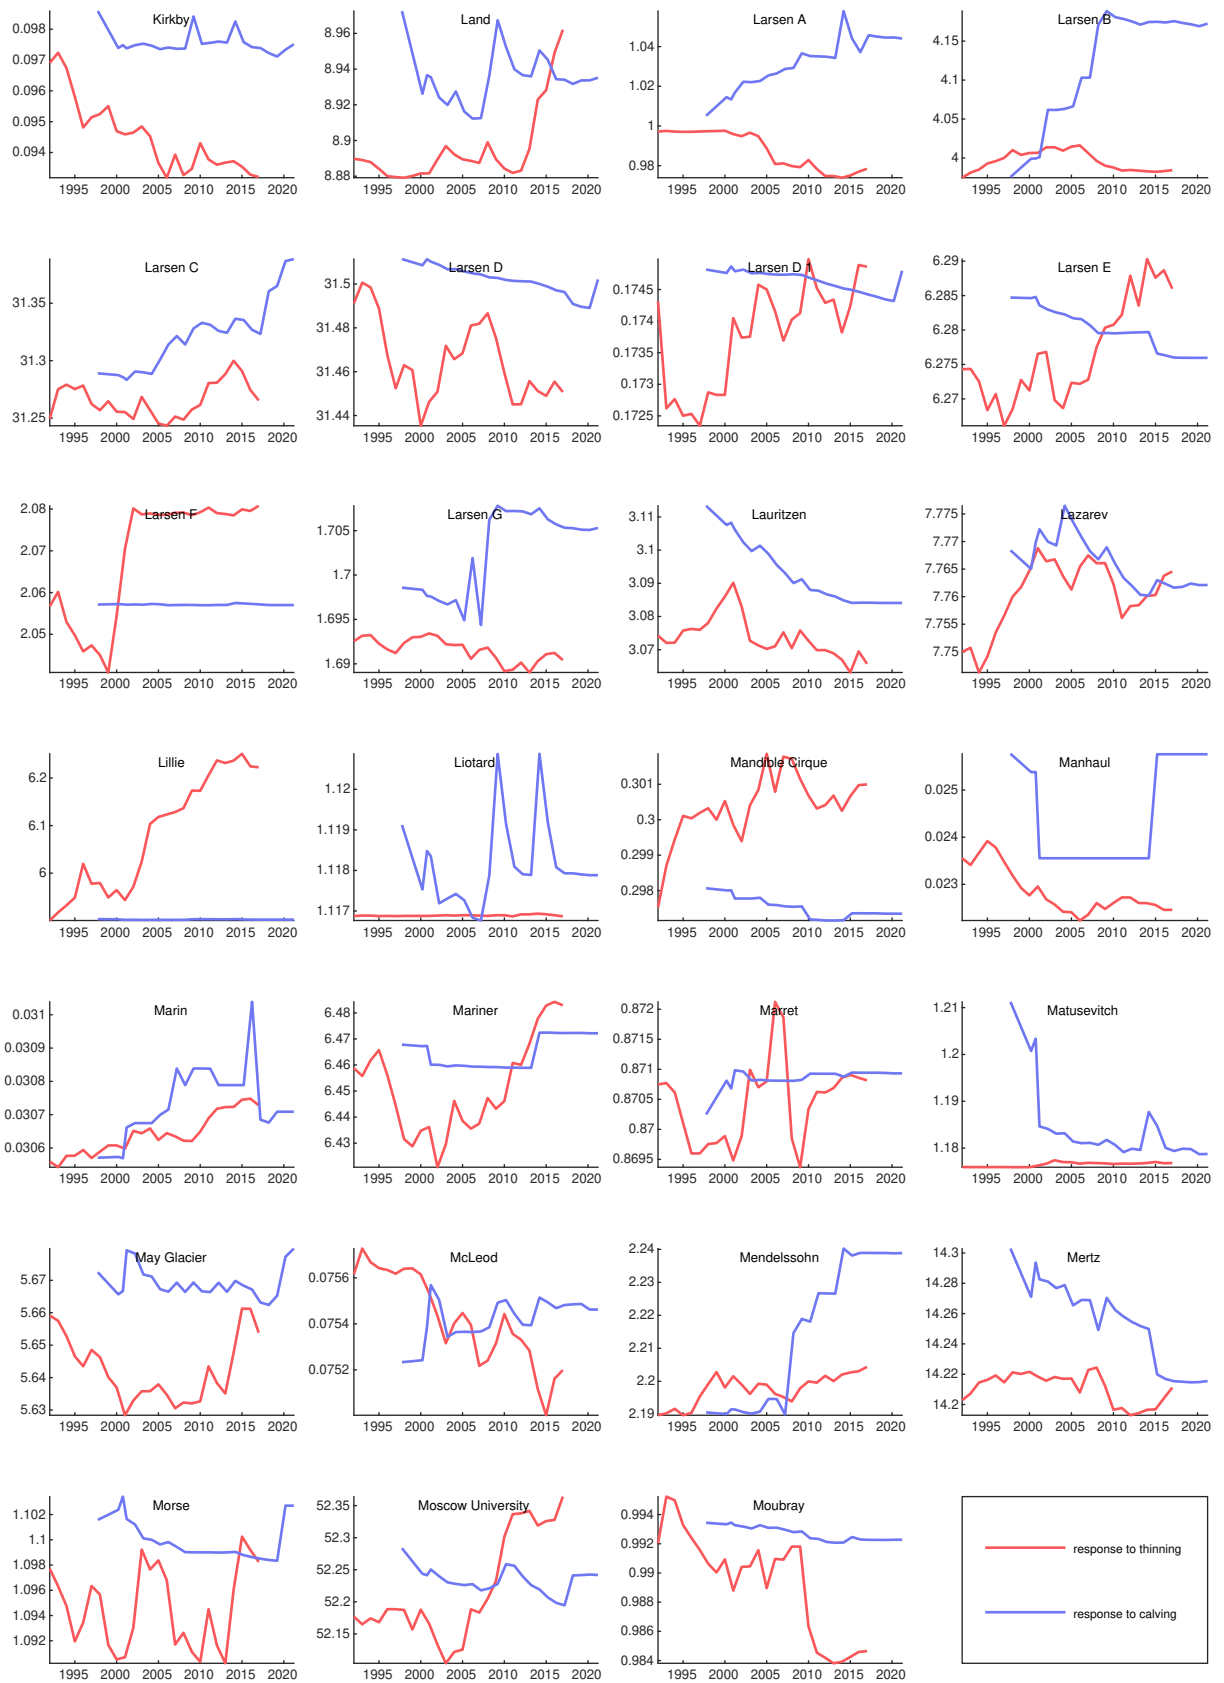 Kirkby
0.098
0.097
0.095
0.094
1995 2000 2005 2010 2015 2020
Land
8.96
8.94
8.92
8.9
8.88
1995 2000 2005 2010 2015 2020
Larsen A
1.04
1.02
1
0.98
1995 2000 2005 2010 2015 2020
Larsen B
4.15
4.1
4.05
4
1995 2000 2005 2010 2015 2020
Larsen C
31.35
31.3
31.25
1995 2000 2005 2010 2015 2020
Larsen D
31.5
31.48
31.46
31.44
1995 2000 2005 2010 2015 2020
Larsen D 1
0.1745
0.174
0.1735
0.173
0.1725
1995 2000 2005 2010 2015 2020
Larsen E
6.29
6.285
6.28
6.275
6.27
1995 2000 2005 2010 2015 2020
Larsen F
2.08
2.07
2.06
2.05
1995 2000 2005 2010 2015 2020
Larsen G
1.705
1.7
1.695
1.69
1995 2000 2005 2010 2015 2020
Lauritzen
3.11
3.1
3.09
3.08
3.07
1995 2000 2005 2010 2015 2020
Lazarev
7.775
7.77
7.765
7.76
7.755
7.75
1995 2000 2005 2010 2015 2020
Lillie
6.2
6.1
6
1995 2000 2005 2010 2015 2020
Liotard
1.12
1.119
1.118
1.117
1995 2000 2005 2010 2015 2020
Mandible Cirque
0.301
0.3
0.299
0.298
1995 2000 2005 2010 2015 2020
Manhaul
0.025
0.024
0.023
1995 2000 2005 2010 2015 2020
Marin
0.031
0.0309
0.0308
0.0307
0.0306
1995 2000 2005 2010 2015 2020
Mariner
6.48
6.47
6.46
6.45
6.44
6.43
1995 2000 2005 2010 2015 2020
Marret
0.872
0.871
0.8705
0.87
0.8695
1995 2000 2005 2010 2015 2020
Matusevitch
1.21
1.2
1.19
1.18
1995 2000 2005 2010 2015 2020
May Glacier
5.67
5.66
5.65
5.64
5.63
1995 2000 2005 2010 2015 2020
McLeod
0.0756
0.0754
0.0752
1995 2000 2005 2010 2015 2020
Mendelssohn
2.24
2.23
2.22
2.21
2.2
2.19
1995 2000 2005 2010 2015 2020
Mertz
14.3
14.28
14.26
14.24
14.22
14.2
1995 2000 2005 2010 2015 2020
Morse
1.102
1.1
1.098
1.096
1.094
1.092
1995 2000 2005 2010 2015 2020
Moscow University
52.35
52.3
52.25
52.2
52.15
1995 2000 2005 2010 2015 2020
Moubray
0.994
0.992
0.99
0.988
0.986
0.984
1995 2000 2005 2010 2015 2020
response to thinning
response to calving